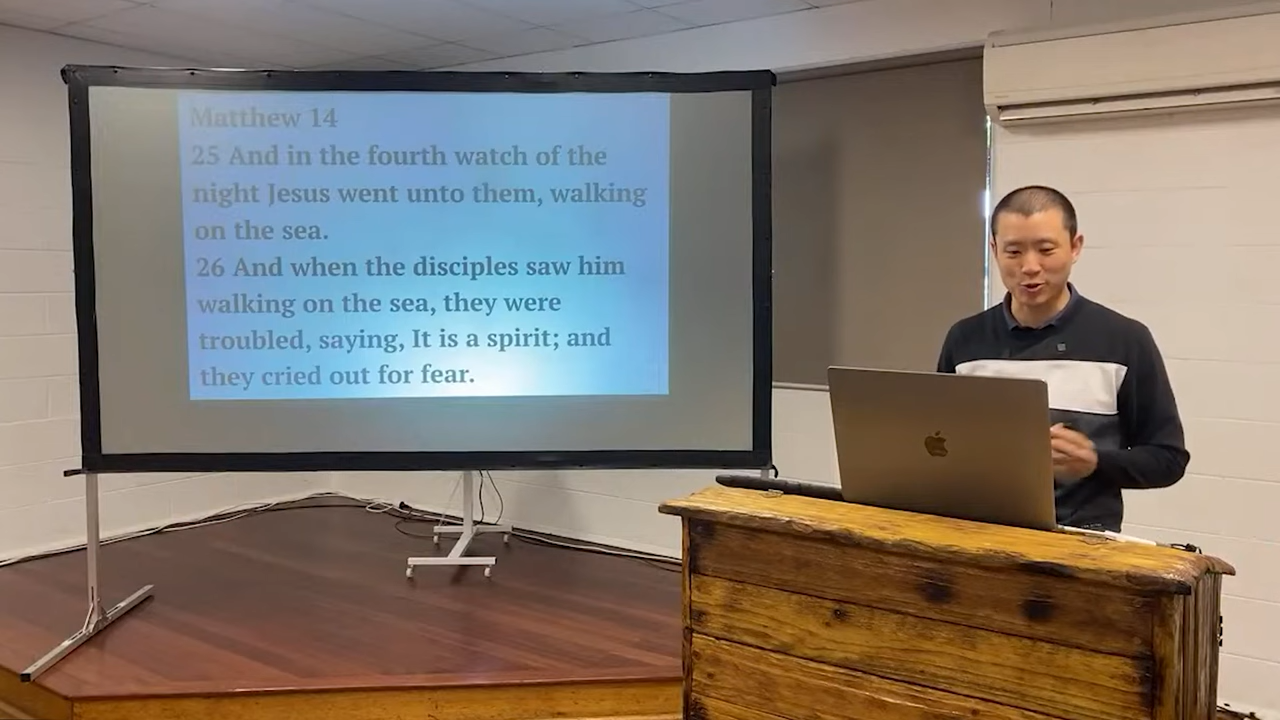 Matthew 14
25 And in the fourth watch of the
night Jesus went unto them, walking
on the sea.
26 And when the disciples saw him
walking on the sea, they were
troubled, saying, It is a spirit; and
they cried out for fear.